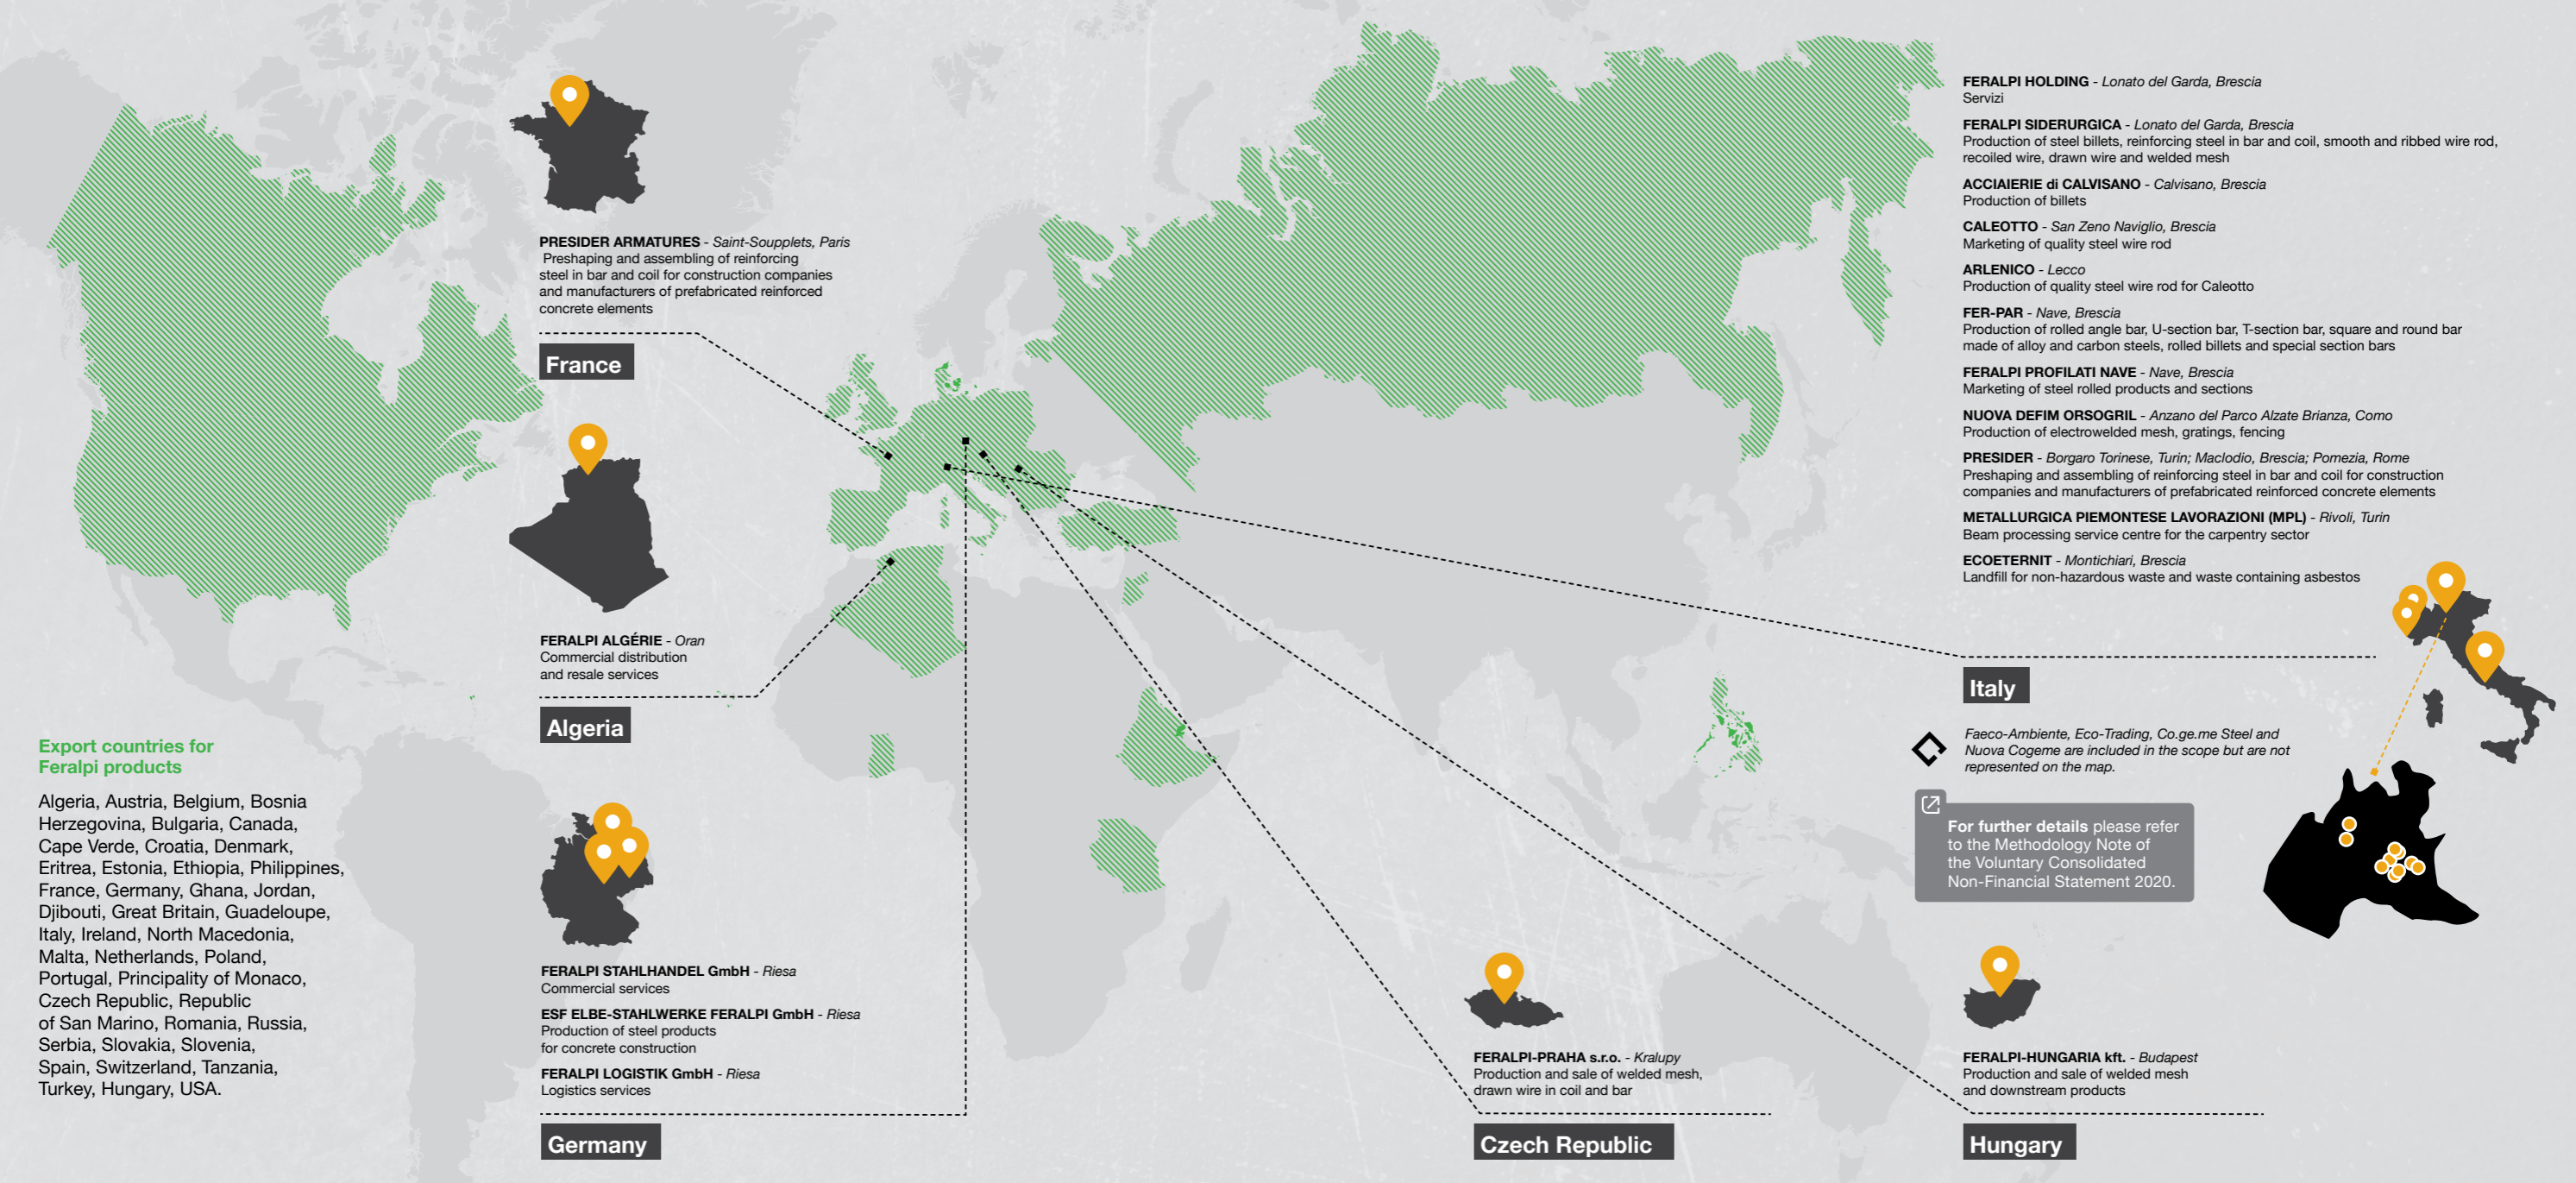 PRESIDER ARMATURES - Saint-Soupplets, Paris
Preshaping and assembling of reinforcing
steel in bar and coil for construction companies
and manufacturers of prefabricated reinforced
concrete elements
France
FERALPI ALGÉRIE - Oran
Commercial distribution
and resale services
Algeria
Export countries for
Feralpi products
Algeria, Austria, Belgium, Bosnia
Herzegovina, Bulgaria, Canada,
Cape Verde, Croatia, Denmark,
Eritrea, Estonia, Ethiopia, Philippines,
France, Germany, Ghana, Jordan,
Djibouti, Great Britain, Guadeloupe,
Italy, Ireland, North Macedonia,
Malta, Netherlands, Poland,
Portugal, Principality of Monaco,
Czech Republic, Republic
of San Marino, Romania, Russia,
Serbia, Slovakia, Slovenia,
Spain, Switzerland, Tanzania,
Turkey, Hungary, USA.
FERALPI STAHLHANDEL GmbH - Riesa
Commercial services
ESF ELBE-STAHLWERKE FERALPI GmbH - Riesa
Production of steel products
for concrete construction
FERALPI LOGISTIK GmbH - Riesa
Logistics services
Germany
FERALPI-PRAHA s.r.o. - Kralupy
Production and sale of welded mesh,
drawn wire in coil and bar
Czech Republic
FERALPI-HUNGARIA kft. - Budapest
Production and sale of welded mesh
and downstream products
Hungary
FERALPI HOLDING - Lonato del Garda, Brescia
Servizi
FERALPI SIDERURGICA - Lonato del Garda, Brescia
Production of steel billets, reinforcing steel in bar and coil, smooth and ribbed wire rod,
recoiled wire, drawn wire and welded mesh
ACCIAIERIE di CALVISANO - Calvisano, Brescia
Production of billets
CALEOTTO - San Zeno Naviglio, Brescia
Marketing of quality steel wire rod
ARLENICO - Lecco
Production of quality steel wire rod for Caleotto
FER-PAR - Nave, Brescia
Production of rolled angle bar, U-section bar, T-section bar, square and round bar
made of alloy and carbon steels, rolled billets and special section bars
FERALPI PROFILATI NAVE - Nave, Brescia
Marketing of steel rolled products and sections
NUOVA DEFIM ORSOGRIL - Anzano del Parco Alzate Brianza, Como
Production of electrowelded mesh, gratings, fencing
PRESIDER - Borgaro Torinese, Turin; Maclodio, Brescia; Pomezia, Rome
Preshaping and assembling of reinforcing steel in bar and coil for construction
companies and manufacturers of prefabricated reinforced concrete elements
METALLURGICA PIEMONTESE LAVORAZIONI (MPL) - Rivoli, Turin
Beam processing service centre for the carpentry sector
ECOETERNIT - Montichiari, Brescia
Landfill for non-hazardous waste and waste containing asbestos
Italy
Faeco-Ambiente, Eco-Trading, Co.ge.me Steel and
Nuova Cogeme are included in the scope but are not
represented on the map.
For further details please refer
to the Methodology Note of
the Voluntary Consolidated
Non-Financial Statement 2020.